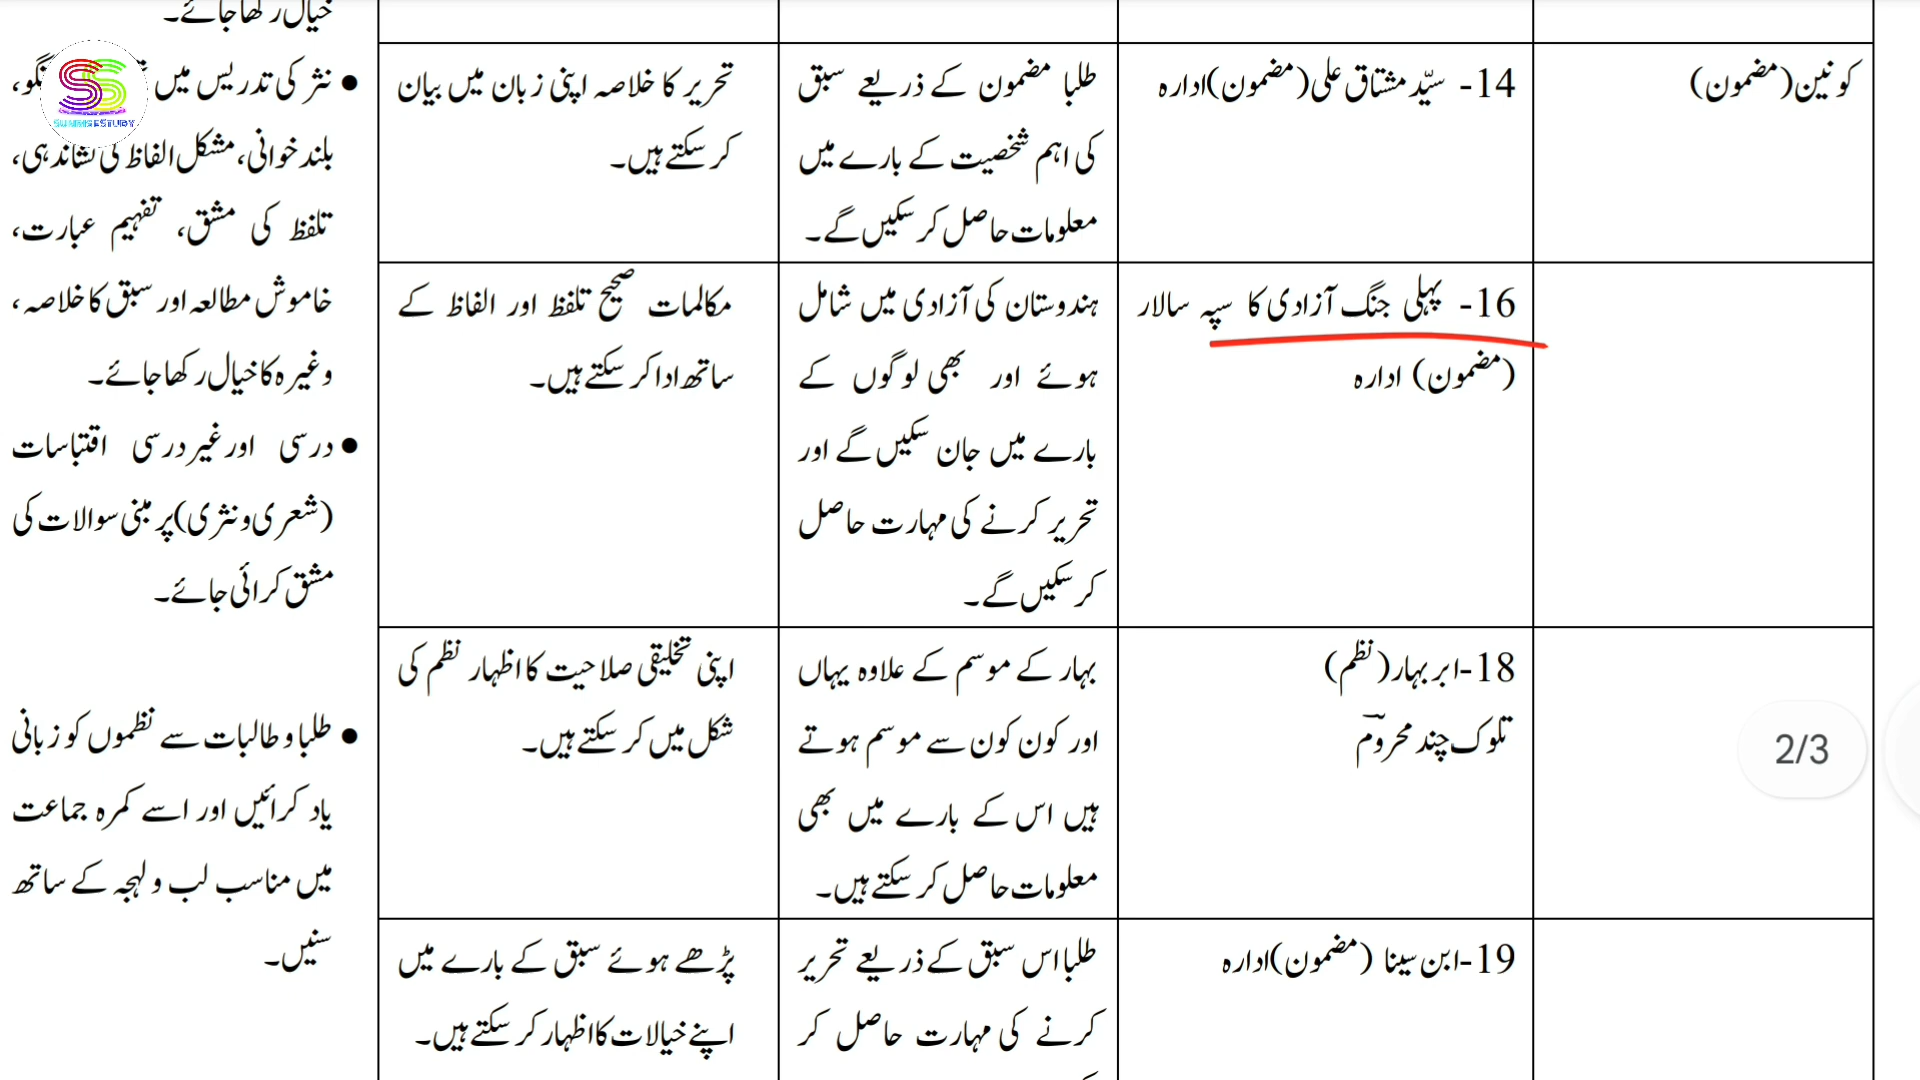 کونین(مضمون)
14- سیّد مشتاق علی(مضمون)ادارہ
طلبا مضمون کے ذریعے سبق
کی اہم شخصیت کے بارے میں
معلومات حاصل کر سکیں گے۔
تحریر کا خلاصہ اپنی زبان میں بیان
کر سکتے ہیں۔
16- پہلی جنگ آزادی کا سپہ سالار
(مضمون) ادارہ
ہندوستان کی آزادی میں شامل
ہوئے اور بھی لوگوں کے
بارے میں جان سکیں گے اور
تحریر کرنے کی مہارت حاصل
کر سکیں گے۔
مکالمات صحیح تلفظ اور الفاظ کے
ساتھ ادا کر سکتے ہیں۔
18-ابر بہار(نظم)
تلوک چند محرومؔ
بہار کے موسم کے علاوہ یہاں
اور کون کون سے موسم ہوتے
ہیں اس کے بارے میں بھی
معلومات حاصل کر سکتے ہیں۔
اپنی تخلیقی صلاحیت کا اظہار نظم کی
شکل میں کر سکتے ہیں۔
19-ابن سینا (مضمون)ادارہ
طلبا اس سبق کے ذریعے تحریر
کرنے کی مہارت حاصل کر
پڑھے ہوئے سبق کے بارے میں
اپنے خیالات کا اظہار کر سکتے ہیں۔
خیال رکھا جائے۔
● نثر کی تدریس میں
بلند خوانی، مشکل الفاظ کی نشاندہی،
تلفظ کی مشق، تفہیم عبارت،
خاموش مطالعہ اور سبق کا خلاصہ،
وغیرہ کا خیال رکھا جائے۔
● درسی اور غیر درسی اقتباسات
(شعری و نثری)پر مبنی سوالات کی
مشق کرائی جائے۔
● طلبا و طالبات سے نظموں کو زبانی
یاد کرائیں اور اسے کمرہ جماعت
میں مناسب لب و لہجہ کے ساتھ
سنیں۔
SS
SUNRISE STUDY
2/3